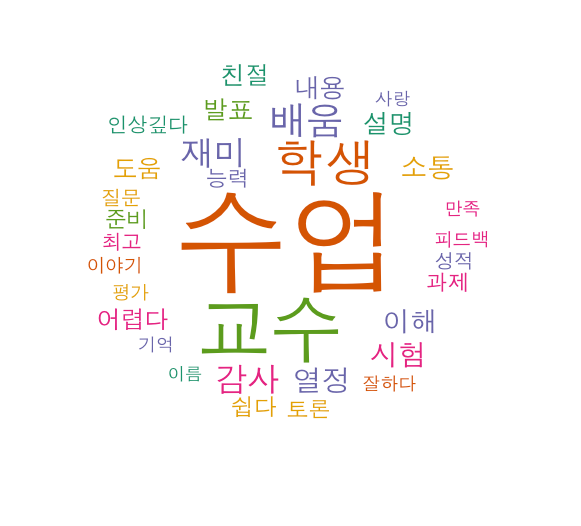 친절
내용
사랑
발표
배움
설명
인상깊다
재미
학생
소통
도움
능력
질문
수업
만족
준비
최고
피드백
이야기
성적
과제
평가
어렵다
교수
이해
기억
시험
이름
감사
열정
잘하다
쉽다
토론